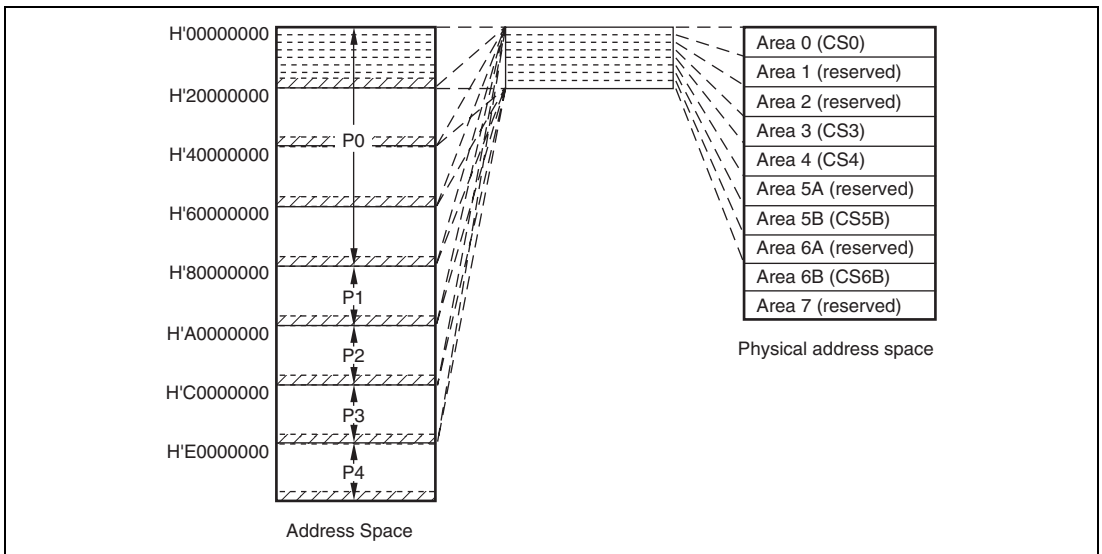 H'00000000
H'20000000
H'40000000
H'60000000
H'80000000
H'A0000000
H'C0000000
H'E0000000
P0
P1
P2
P3
P4
Address Space
Area 0 (CS0)
Area 1 (reserved)
Area 2 (reserved)
Area 3 (CS3)
Area 4 (CS4)
Area 5A (reserved)
Area 5B (CS5B)
Area 6A (reserved)
Area 6B (CS6B)
Area 7 (reserved)
Physical address space